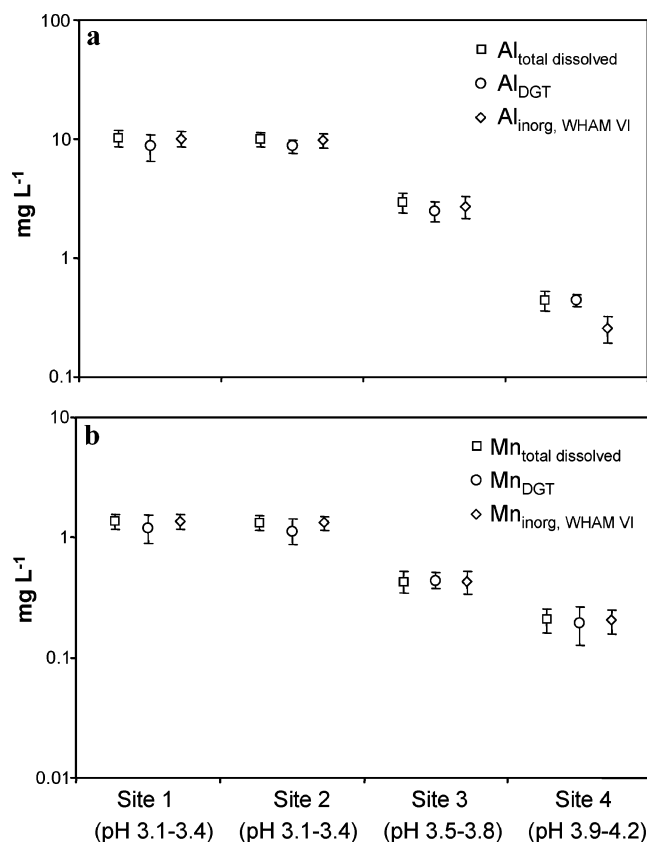 a
100
10
1
0.1
mg L-1
Al total dissolved
Al DGT
Al inorg, WHAM VI
b
10
1
0.1
0.01
mg L-1
Mn total dissolved
Mn DGT
Mn inorg, WHAM VI
Site 1 Site 2 Site 3 Site 4
(pH 3.1-3.4) (pH 3.1-3.4) (pH 3.5-3.8) (pH 3.9-4.2)